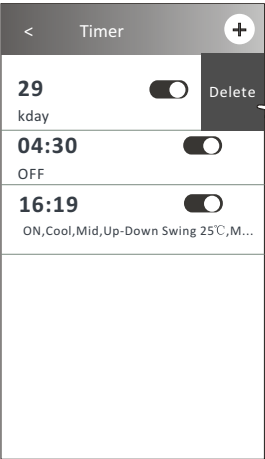 < Timer +
29
kday
Delete
04:30
OFF
16:19
ON,Cool,Mid,Up-Down Swing 25℃,M...